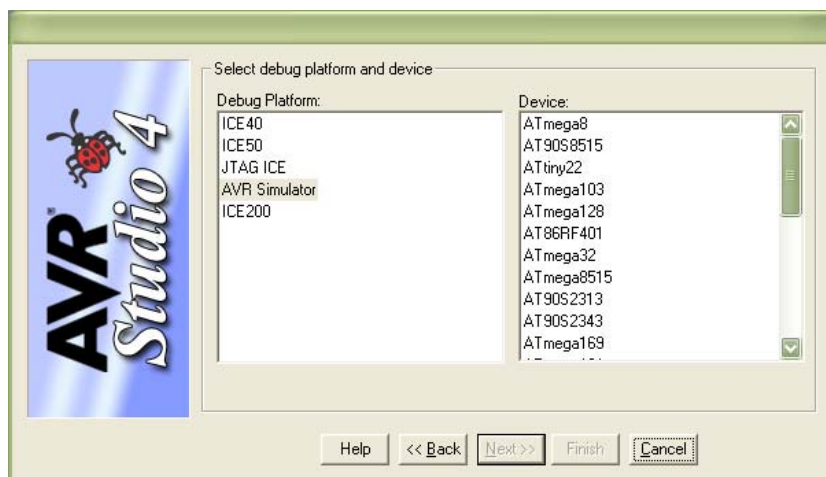 AVR® Studio 4
Select debug platform and device
Debug Platform:
ICE40
ICE50
JTAG ICE
AVR Simulator
ICE200
Device:
ATmega8
AT90S8515
ATtiny22
ATmega103
ATmega128
AT86RF401
ATmega32
ATmega8515
AT90S2313
AT90S2343
ATmega169
Help
<< Back
Next >>
Finish
Cancel